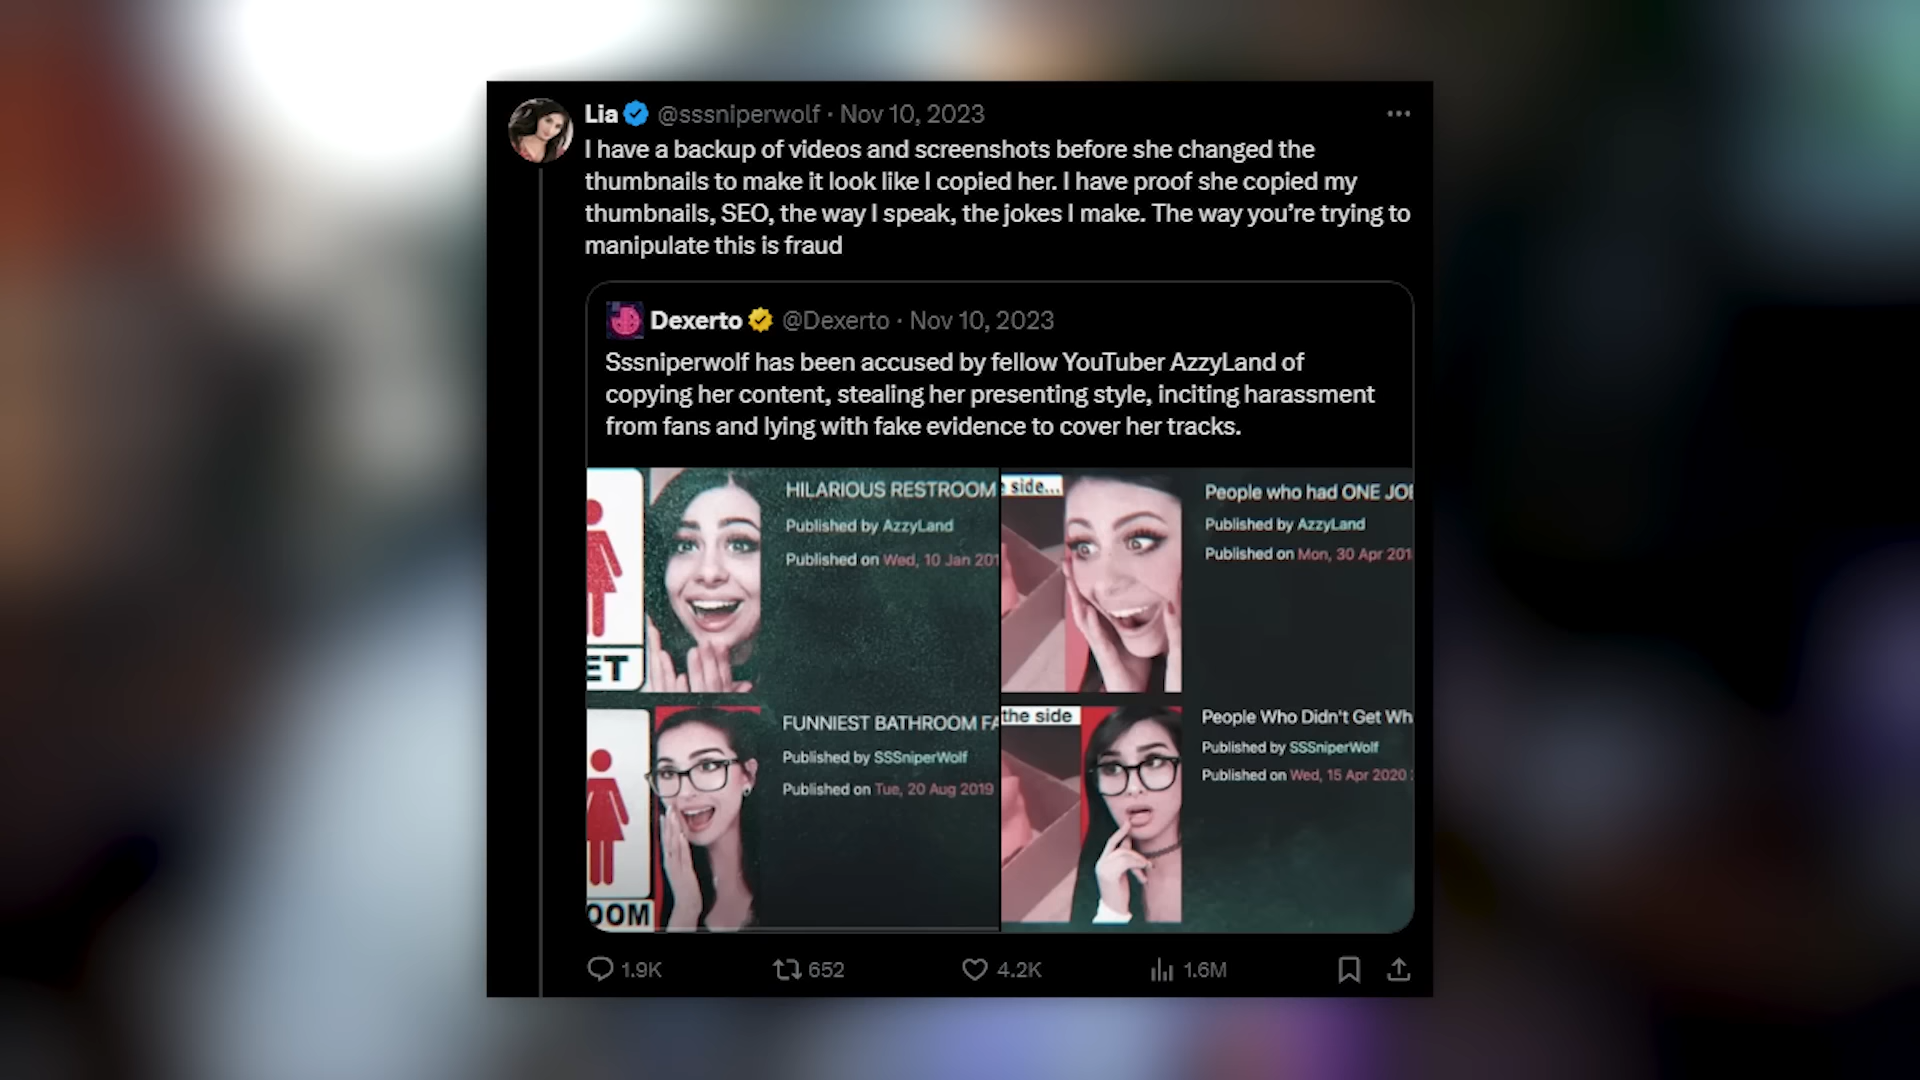 Lia @sssniperwolf · Nov 10, 2023
I have a backup of videos and screenshots before she changed the
thumbnails to make it look like I copied her. I have proof she copied my
thumbnails, SEO, the way I speak, the jokes I make. The way you're trying to
manipulate this is fraud
Dexerto @Dexerto · Nov 10, 2023
Sssniperwolf has been accused by fellow YouTuber AzzyLand of
copying her content, stealing her presenting style, inciting harassment
from fans and lying with fake evidence to cover her tracks.
ET
HILARIOUS RESTROOM
Published by AzzyLand
Published on Wed, 10 Jan 201
side...
People who had ONE JO
Published by AzzyLand
Published on Mon, 30 Apr 201
OOM
FUNNIEST BATHROOM FA
Published by SSSniperWolf
Published on Tue, 20 Aug 2019
the side
People Who Didn't Get Wh
Published by SSSniperWolf
Published on Wed, 15 Apr 2020
1.9K 652 4.2K 1.6M